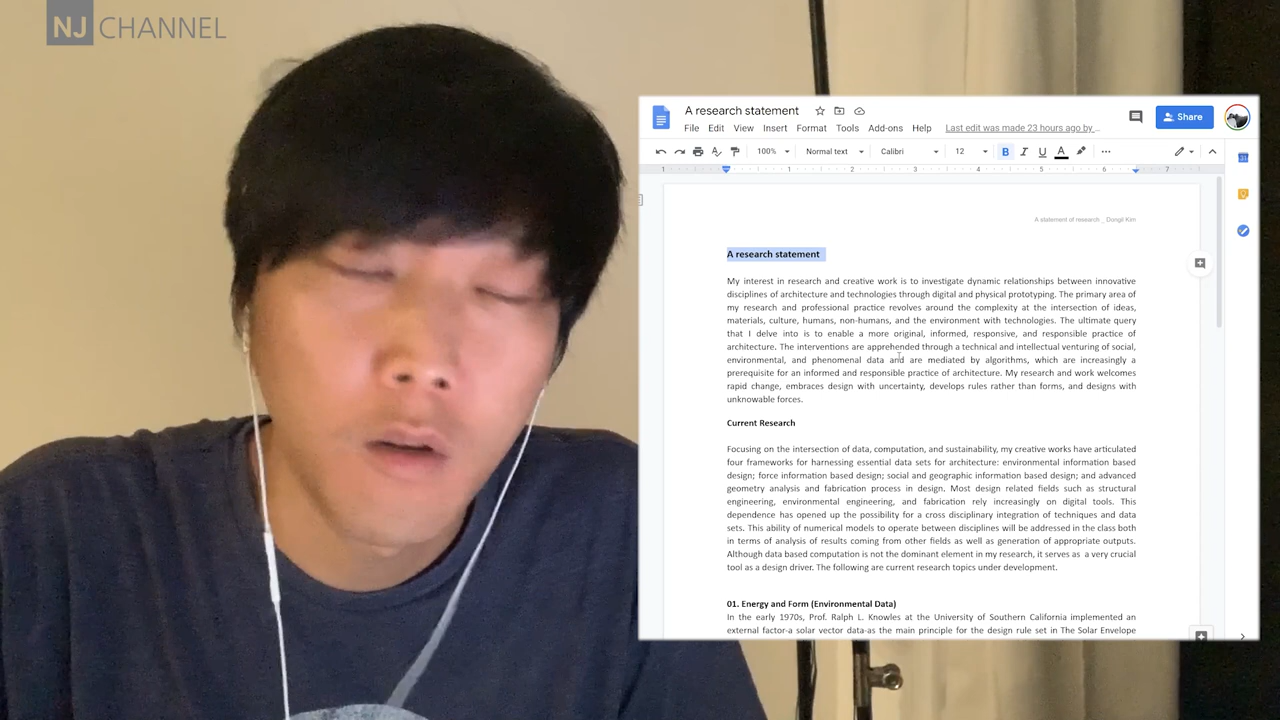 NJ CHANNEL
A research statement
File Edit View Insert Format Tools Add-ons Help Last edit was made 23 hours ago by ...
Share
100% Normal text Calibri 12 B I U A
1 1 2 3 4 5 6 7
A statement of research _ Dongil Kim
A research statement
My interest in research and creative work is to investigate dynamic relationships between innovative
disciplines of architecture and technologies through digital and physical prototyping. The primary area of
my research and professional practice revolves around the complexity at the intersection of ideas,
materials, culture, humans, non-humans, and the environment with technologies. The ultimate query
that I delve into is to enable a more original, informed, responsive, and responsible practice of
architecture. The interventions are apprehended through a technical and intellectual venturing of social,
environmental, and phenomenal data and are mediated by algorithms, which are increasingly a
prerequisite for an informed and responsible practice of architecture. My research and work welcomes
rapid change, embraces design with uncertainty, develops rules rather than forms, and designs with
unknowable forces.
Current Research
Focusing on the intersection of data, computation, and sustainability, my creative works have articulated
four frameworks for harnessing essential data sets for architecture: environmental information based
design; force information based design; social and geographic information based design; and advanced
geometry analysis and fabrication process in design. Most design related fields such as structural
engineering, environmental engineering, and fabrication rely increasingly on digital tools. This
dependence has opened up the possibility for a cross disciplinary integration of techniques and data
sets. This ability of numerical models to operate between disciplines will be addressed in the class both
in terms of analysis of results coming from other fields as well as generation of appropriate outputs.
Although data based computation is not the dominant element in my research, it serves as a very crucial
tool as a design driver. The following are current research topics under development.
01. Energy and Form (Environmental Data)
In the early 1970s, Prof. Ralph L. Knowles at the University of Southern California implemented an
external factor-a solar vector data-as the main principle for the design rule set in The Solar Envelope